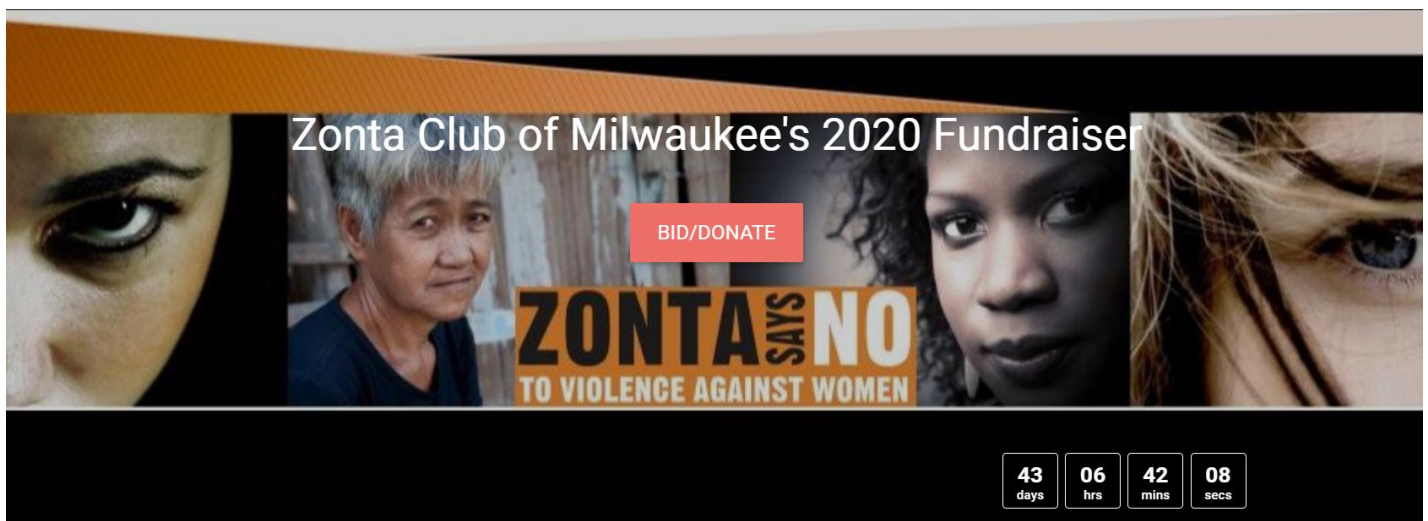 Zonta Club of Milwaukee's 2020 Fundraiser
BID/DONATE
ZONTA SAYS NO
TO VIOLENCE AGAINST WOMEN
43 06 42 08
days hrs mins secs